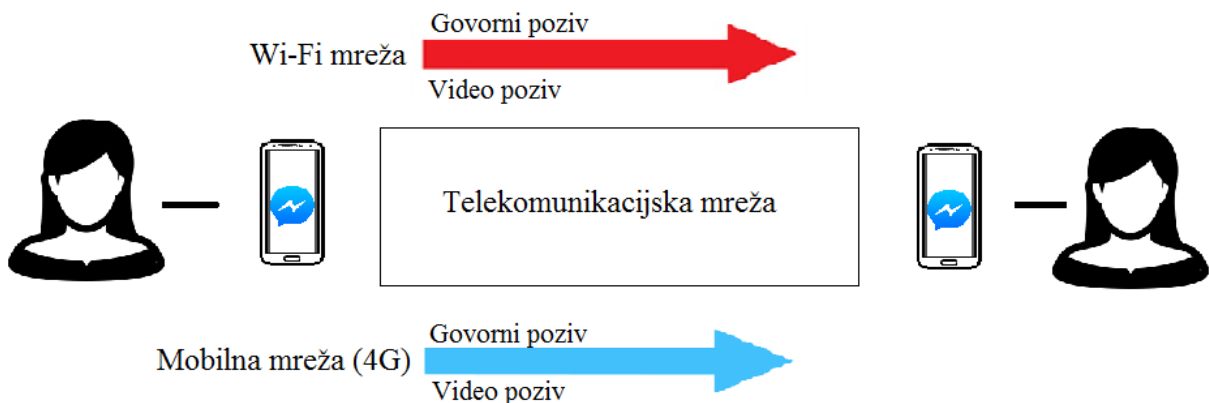 Govorni poziv
Wi-Fi mreža
Video poziv
Telekomunikacijska mreža
Govorni poziv
Mobilna mreža (4G)
Video poziv